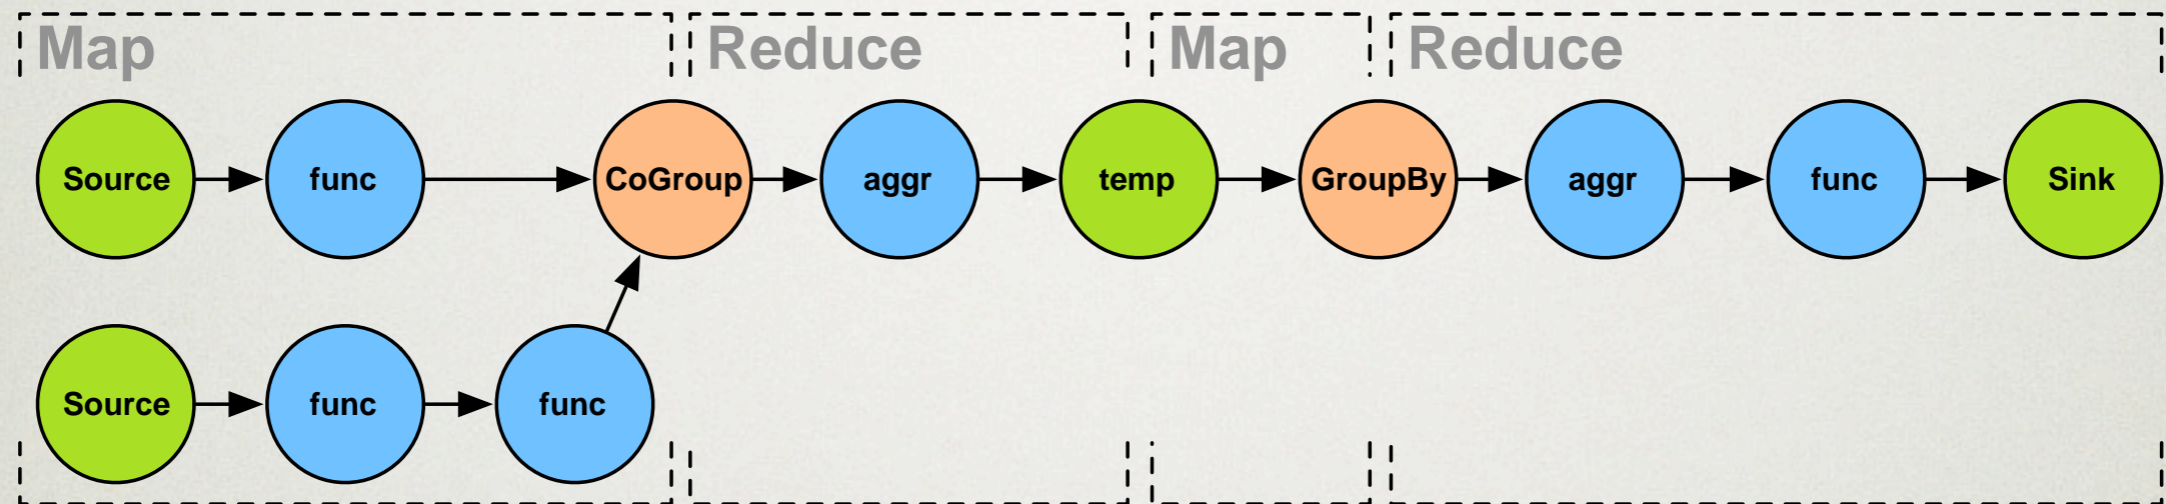 Map Reduce Map Reduce
Source func CoGroup aggr temp GroupBy aggr func Sink
Source func func